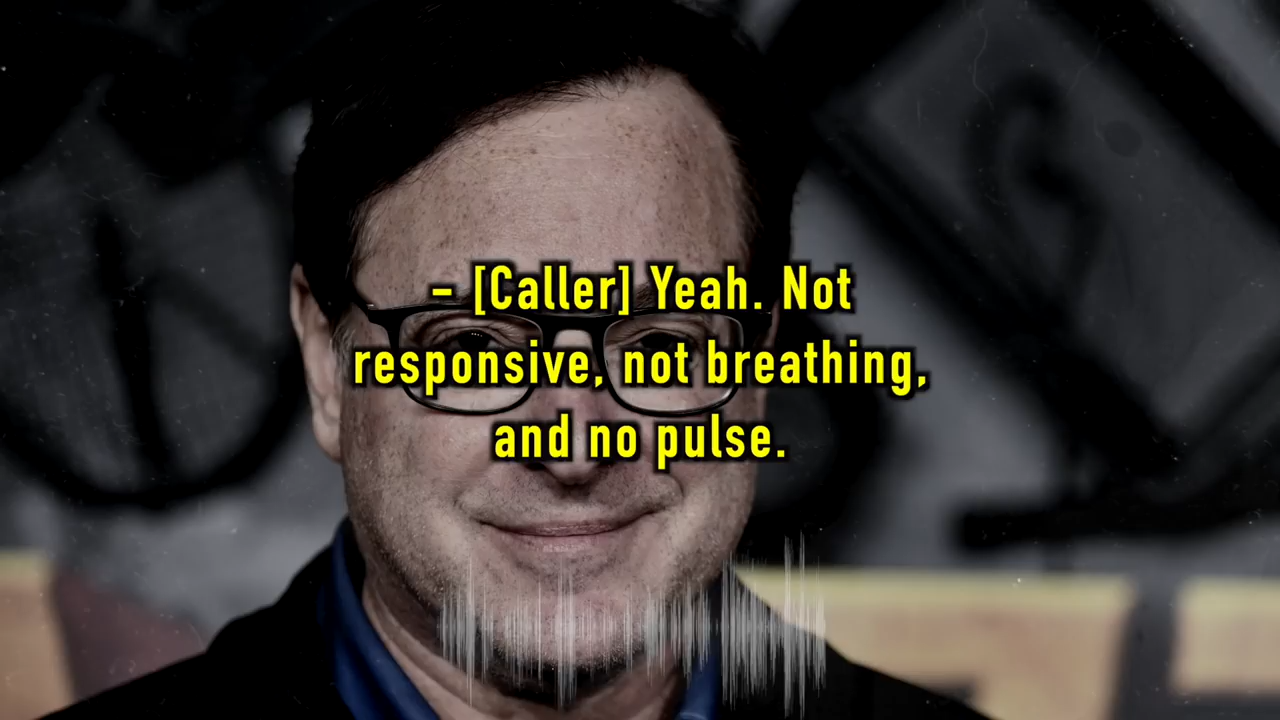 - [Caller] Yeah. Not
responsive, not breathing,
and no pulse.